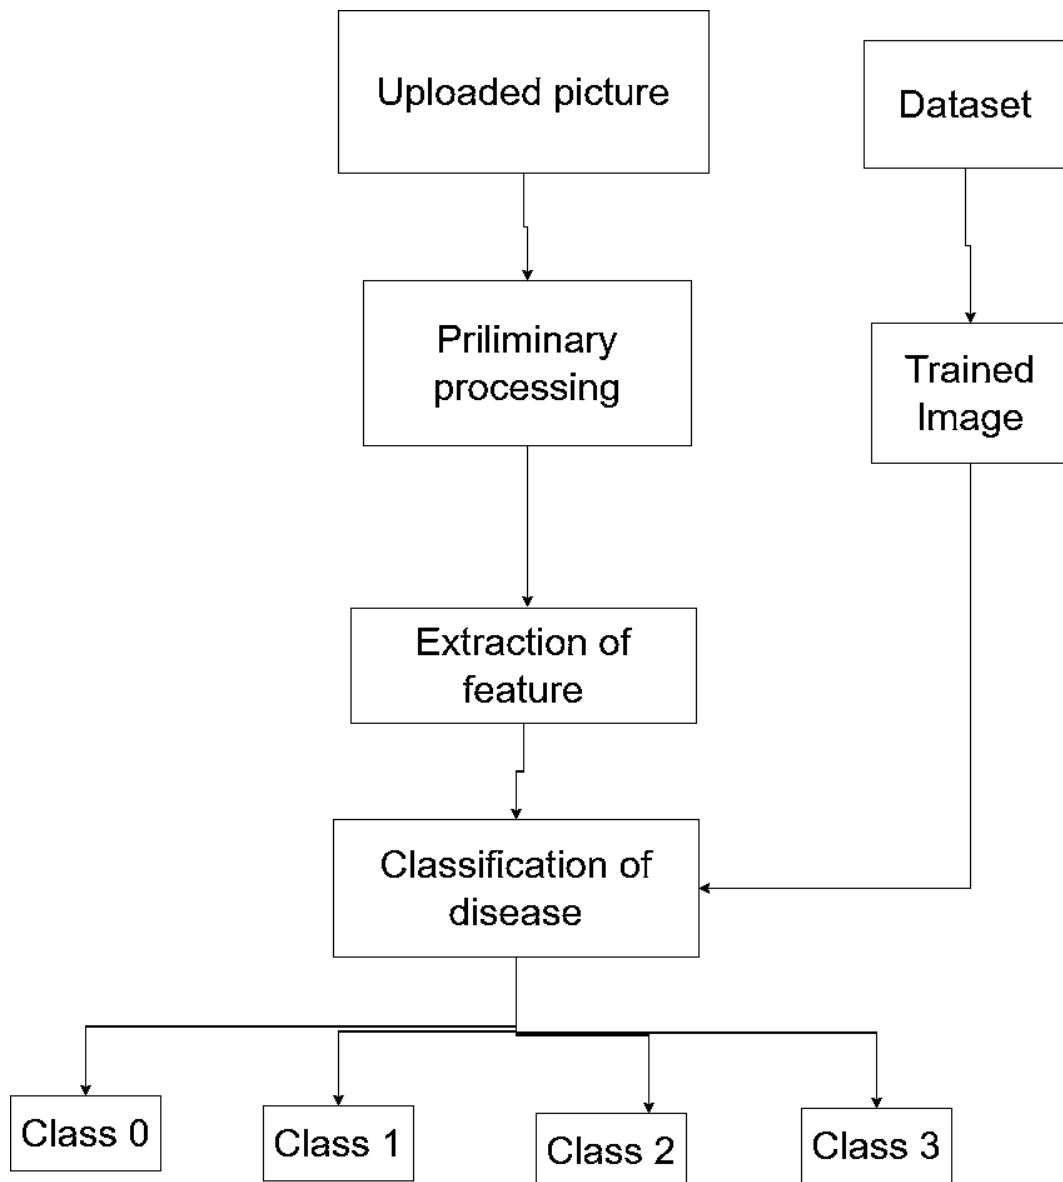 Uploaded picture
Dataset
Priliminary
processing
Trained
Image
Extraction of
feature
Classification of
disease
Class 0
Class 1
Class 2
Class 3